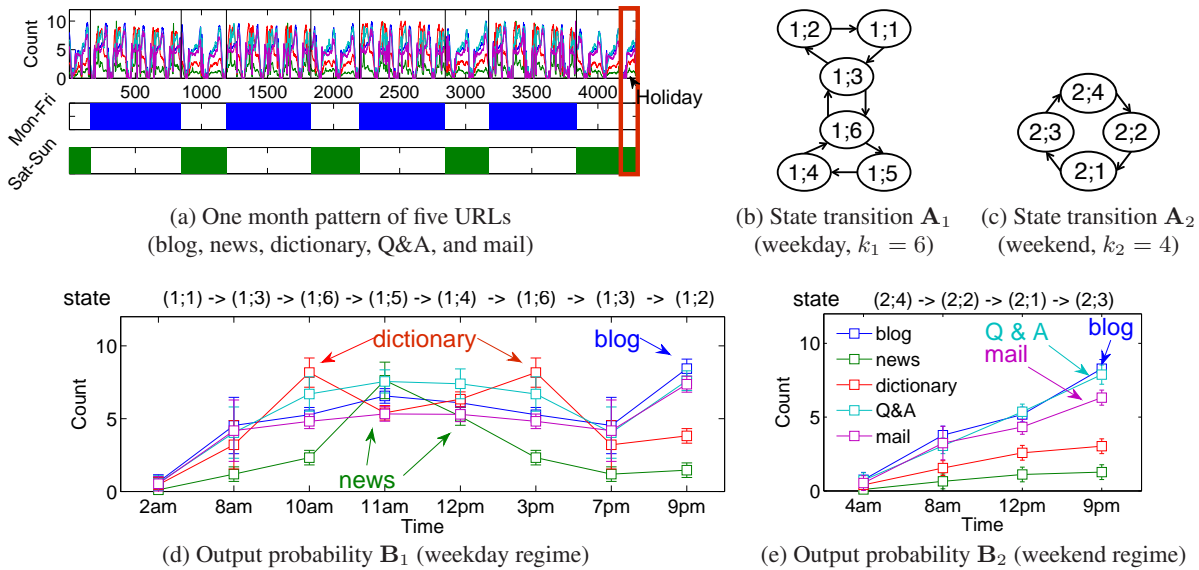 Count
10
5
0
500 1000 1500 2000 2500 3000 3500 4000
Holiday
Mon-Fri
Sat-Sun
(a) One month pattern of five URLs
(blog, news, dictionary, Q&A, and mail)
1;2
1;1
1;3
1;6
1;4
1;5
(b) State transition A1
(weekday, k1 = 6)
2;4
2;3
2;2
2;1
(c) State transition A2
(weekend, k2 = 4)
state (1;1) -> (1;3) -> (1;6) -> (1;5) -> (1;4) -> (1;6) -> (1;3) -> (1;2)
Count
10
5
0
dictionary
blog
news
2am 8am 10am 11am 12pm 3pm 7pm 9pm
Time
(d) Output probability B1 (weekday regime)
state (2;4) -> (2;2) -> (2;1) -> (2;3)
Count
10
5
0
blog
news
dictionary
Q&A
mail
Q & A
blog
mail
4am 8am 12pm 9pm
Time
(e) Output probability B2 (weekend regime)